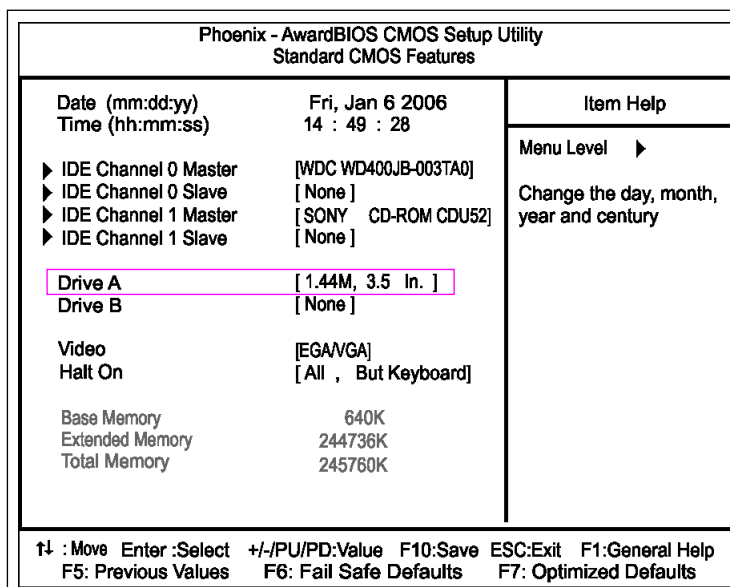 Phoenix - AwardBIOS CMOS Setup Utility
Standard CMOS Features
Date (mm:dd:yy) Fri, Jan 6 2006
Time (hh:mm:ss) 14 : 49 : 28
IDE Channel 0 Master [WDC WD400JB-003TA0]
IDE Channel 0 Slave [ None ]
IDE Channel 1 Master [ SONY CD-ROM CDU52]
IDE Channel 1 Slave [ None ]
Drive A [ 1.44M, 3.5 In. ]
Drive B [ None ]
Video [EGA/VGA]
Halt On [ All , But Keyboard]
Base Memory 640K
Extended Memory 244736K
Total Memory 245760K
Item Help
Menu Level
Change the day, month,
year and century
↑↓ : Move Enter :Select +/-/PU/PD:Value F10:Save ESC:Exit F1:General Help
F5: Previous Values F6: Fail Safe Defaults F7: Optimized Defaults